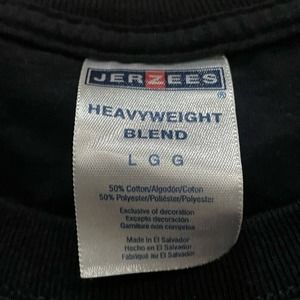 JERZEES
®
HEAVYWEIGHT
BLEND
L G G
50% Cotton/Algodón/Coton
50% Polyester/Poliéster/Polyester
Exclusive of decoration
Excepto decoración
Garniture non comprise
Made in El Salvador
Hecho en El Salvador
Fabriqué au El Salvador